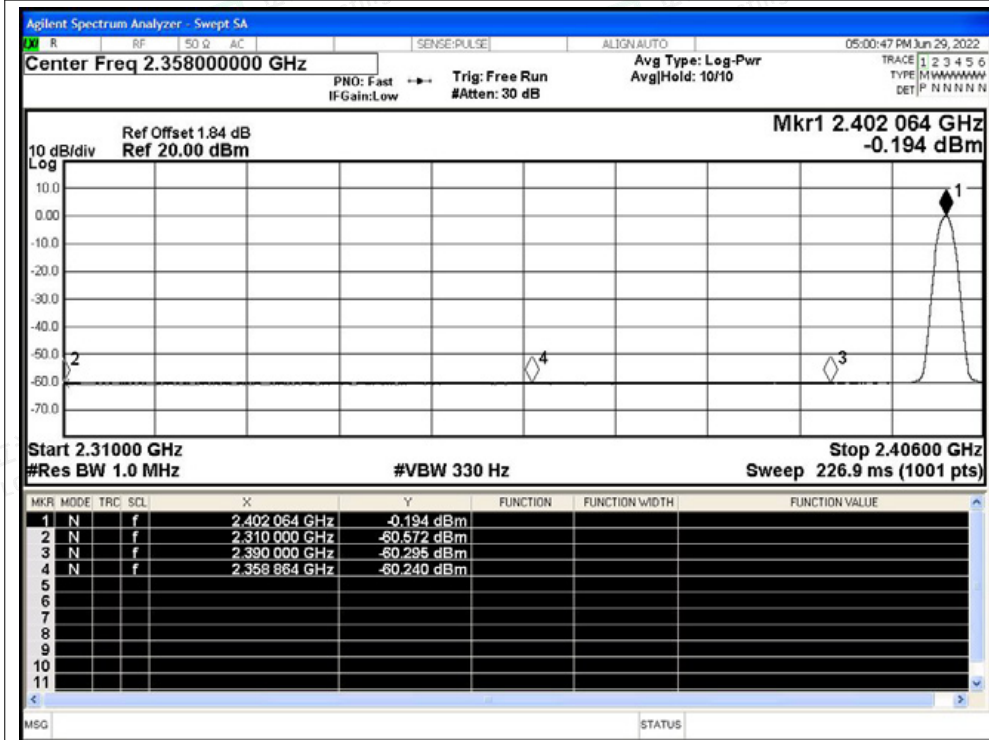 Agilent Spectrum Analyzer - Swept SA
LXI R RF 50 Ω AC SENSE:PULSE ALIGN AUTO 05:00:47 PM Jun 29, 2022
Center Freq 2.358000000 GHz
PNO: Fast
IFGain:Low
Trig: Free Run
#Atten: 30 dB
Avg Type: Log-Pwr
Avg|Hold: 10/10
TRACE 1 2 3 4 5 6
TYPE M WWWWW
DET P N N N N N
Mkr1 2.402 064 GHz
-0.194 dBm
Ref Offset 1.84 dB
10 dB/div Ref 20.00 dBm
Log
10.0
0.00
-10.0
-20.0
-30.0
-40.0
-50.0
-60.0
-70.0
1
2
4
3
Start 2.31000 GHz Stop 2.40600 GHz
#Res BW 1.0 MHz #VBW 330 Hz Sweep 226.9 ms (1001 pts)
MKR MODE TRC SCL X Y FUNCTION FUNCTION WIDTH FUNCTION VALUE
1 N f 2.402 064 GHz -0.194 dBm
2 N f 2.310 000 GHz -60.572 dBm
3 N f 2.390 000 GHz -60.295 dBm
4 N f 2.358 864 GHz -60.240 dBm
5
6
7
8
9
10
11
MSG STATUS